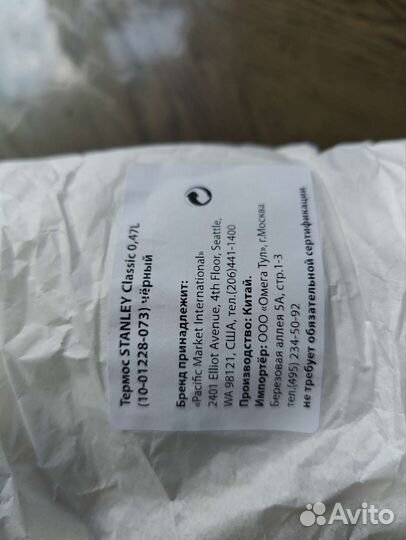 Термос STANLEY Classic 0,47L
(10-01228-073) чёрный
Бренд принадлежит:
«Pacific Market International»
2401 Elliot Avenue, 4th Floor, Seattle,
WA 98121, США, тел.(206)441-1400
Производство: Китай.
Импортёр: ООО «Омега Тул», г.Москва
Березовая аллея 5А, стр.1-3
тел.(495) 234-50-92
не требует обязательной сертификации
Avito